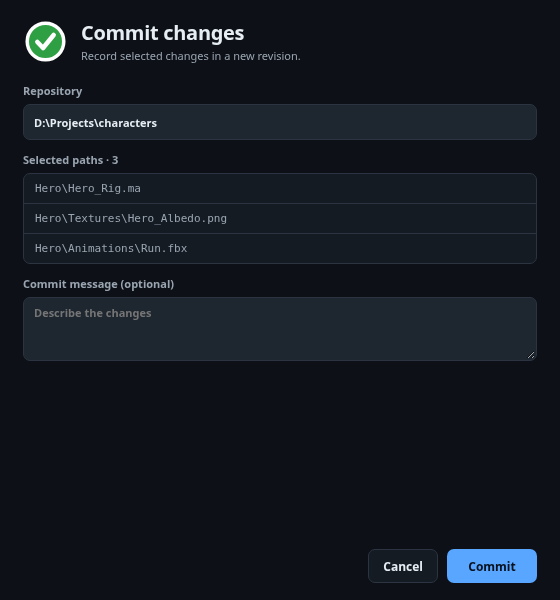 Commit changes
Record selected changes in a new revision.
Repository
D:\Projects\characters
Selected paths · 3
Hero\Hero_Rig.ma
Hero\Textures\Hero_Albedo.png
Hero\Animations\Run.fbx
Commit message (optional)
Describe the changes
Cancel
Commit